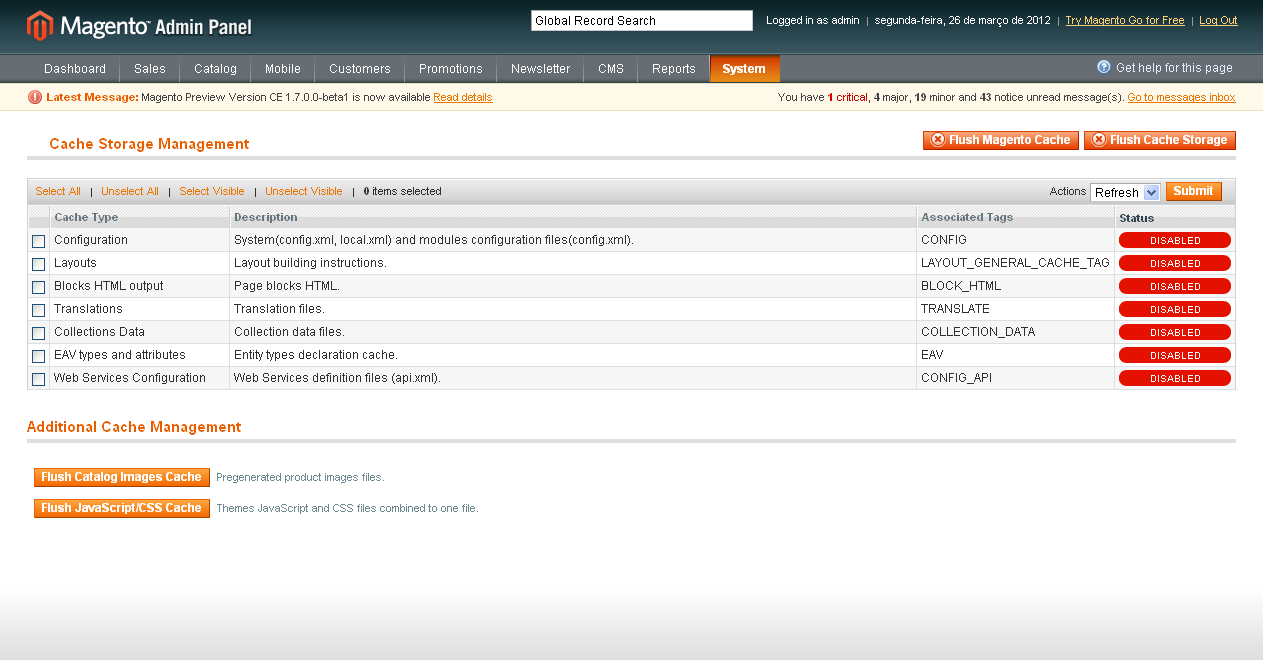 Magento™ Admin Panel
Global Record Search
Logged in as admin | segunda-feira, 26 de março de 2012 | Try Magento Go for Free | Log Out
Dashboard Sales Catalog Mobile Customers Promotions Newsletter CMS Reports System
? Get help for this page
! Latest Message: Magento Preview Version CE 1.7.0.0-beta1 is now available Read details
You have 1 critical, 4 major, 19 minor and 43 notice unread message(s). Go to messages inbox
Cache Storage Management
Flush Magento Cache
Flush Cache Storage
Select All | Unselect All | Select Visible | Unselect Visible | 0 items selected
Actions Refresh Submit
Cache Type Description Associated Tags Status
Configuration System(config.xml, local.xml) and modules configuration files(config.xml). CONFIG DISABLED
Layouts Layout building instructions. LAYOUT_GENERAL_CACHE_TAG DISABLED
Blocks HTML output Page blocks HTML. BLOCK_HTML DISABLED
Translations Translation files. TRANSLATE DISABLED
Collections Data Collection data files. COLLECTION_DATA DISABLED
EAV types and attributes Entity types declaration cache. EAV DISABLED
Web Services Configuration Web Services definition files (api.xml). CONFIG_API DISABLED
Additional Cache Management
Flush Catalog Images Cache Pregenerated product images files.
Flush JavaScript/CSS Cache Themes JavaScript and CSS files combined to one file.